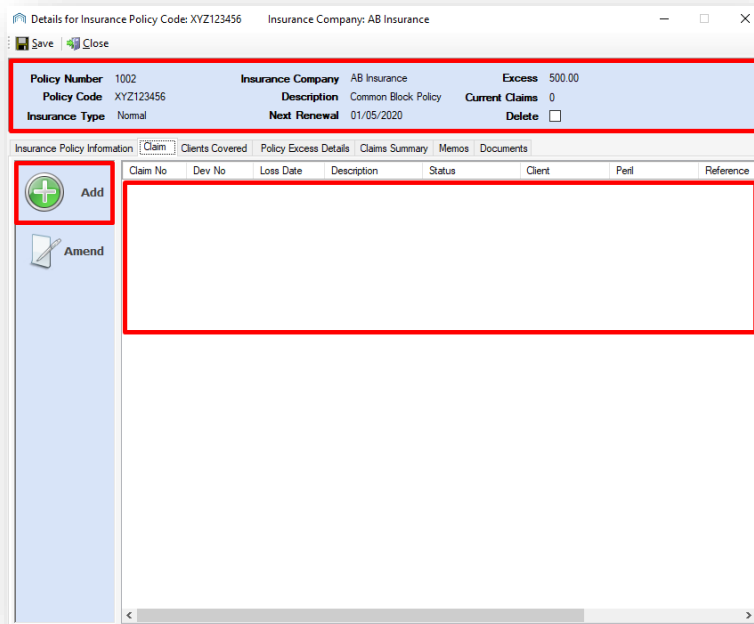 Details for Insurance Policy Code: XYZ123456 Insurance Company: AB Insurance
Save Close
Policy Number 1002 Insurance Company AB Insurance Excess 500.00
Policy Code XYZ123456 Description Common Block Policy Current Claims 0
Insurance Type Normal Next Renewal 01/05/2020 Delete
Insurance Policy Information Claim Clients Covered Policy Excess Details Claims Summary Memos Documents
Claim No Dev No Loss Date Description Status Client Peril Reference
Add
Amend